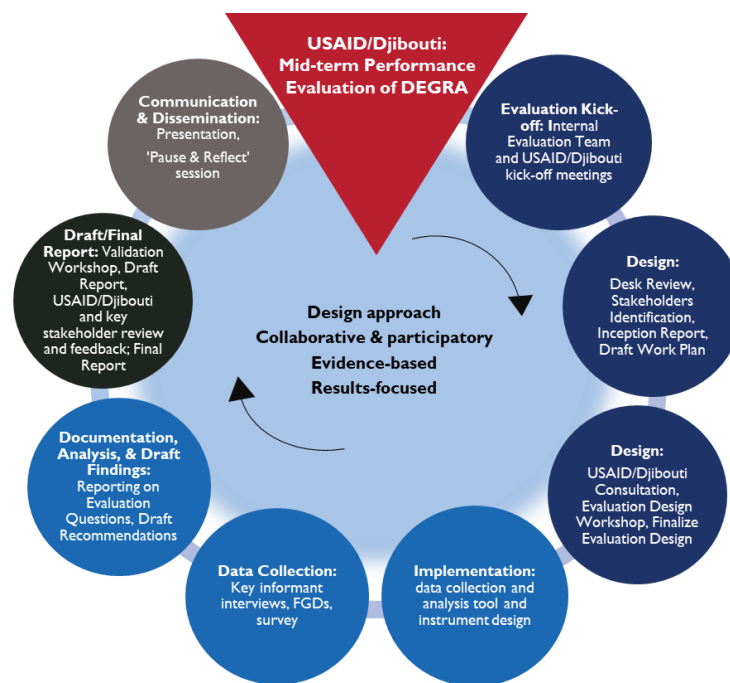 USAID/Djibouti:
Mid-term Performance
Evaluation of DEGRA
Evaluation Kick-
off: Internal
Evaluation Team
and USAID/Djibouti
kick-off meetings
Design:
Desk Review,
Stakeholders
Identification,
Inception Report,
Draft Work Plan
Design:
USAID/Djibouti
Consultation,
Evaluation Design
Workshop, Finalize
Evaluation Design
Implementation:
data collection and
analysis tool and
instrument design
Data Collection:
Key informant
interviews, FGDs,
survey
Documentation,
Analysis, & Draft
Findings:
Reporting on
Evaluation
Questions, Draft
Recommendations
Draft/Final
Report: Validation
Workshop, Draft
Report,
USAID/Djibouti
and key
stakeholder review
and feedback; Final
Report
Communication
& Dissemination:
Presentation,
'Pause & Reflect'
session
Design approach
Collaborative & participatory
Evidence-based
Results-focused